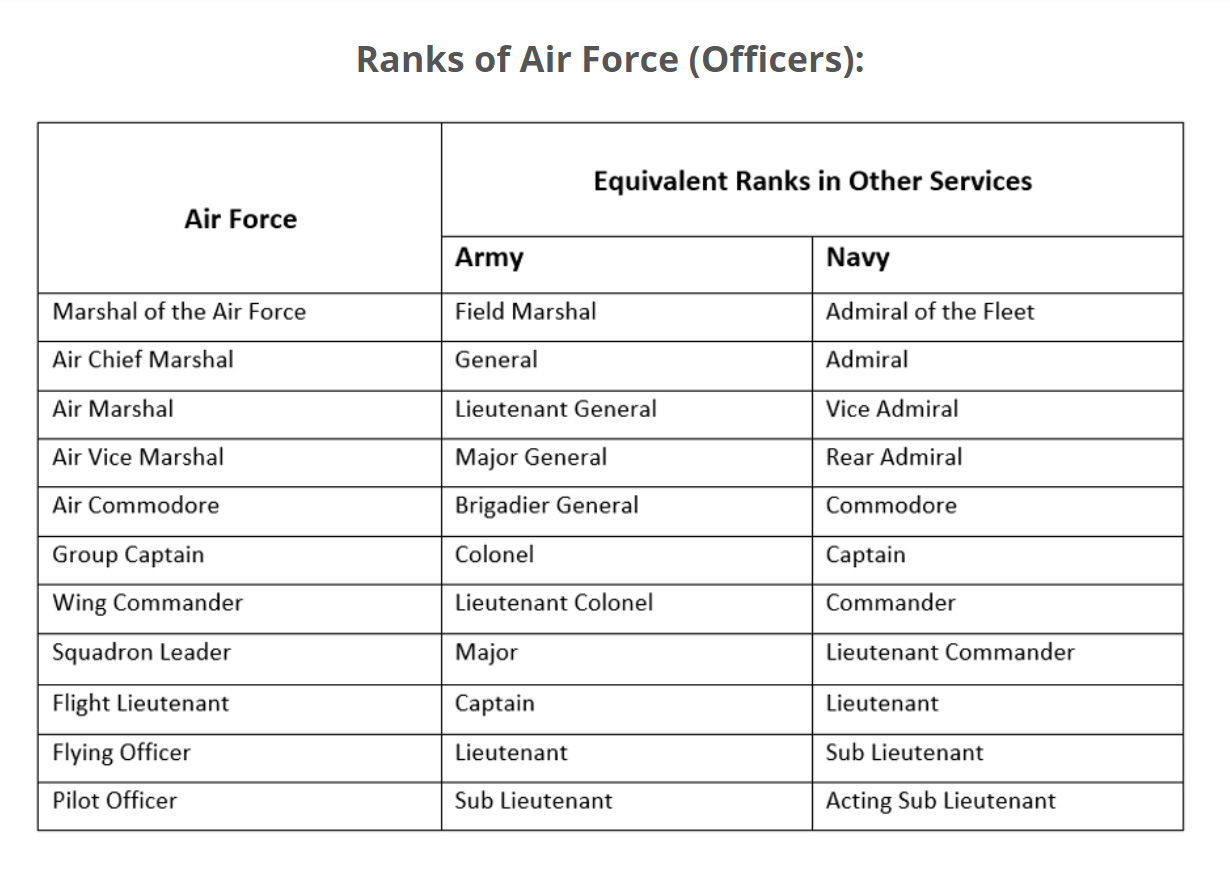 Ranks of Air Force (Officers):
Air Force
Equivalent Ranks in Other Services
Army Navy
Marshal of the Air Force Field Marshal Admiral of the Fleet
Air Chief Marshal General Admiral
Air Marshal Lieutenant General Vice Admiral
Air Vice Marshal Major General Rear Admiral
Air Commodore Brigadier General Commodore
Group Captain Colonel Captain
Wing Commander Lieutenant Colonel Commander
Squadron Leader Major Lieutenant Commander
Flight Lieutenant Captain Lieutenant
Flying Officer Lieutenant Sub Lieutenant
Pilot Officer Sub Lieutenant Acting Sub Lieutenant